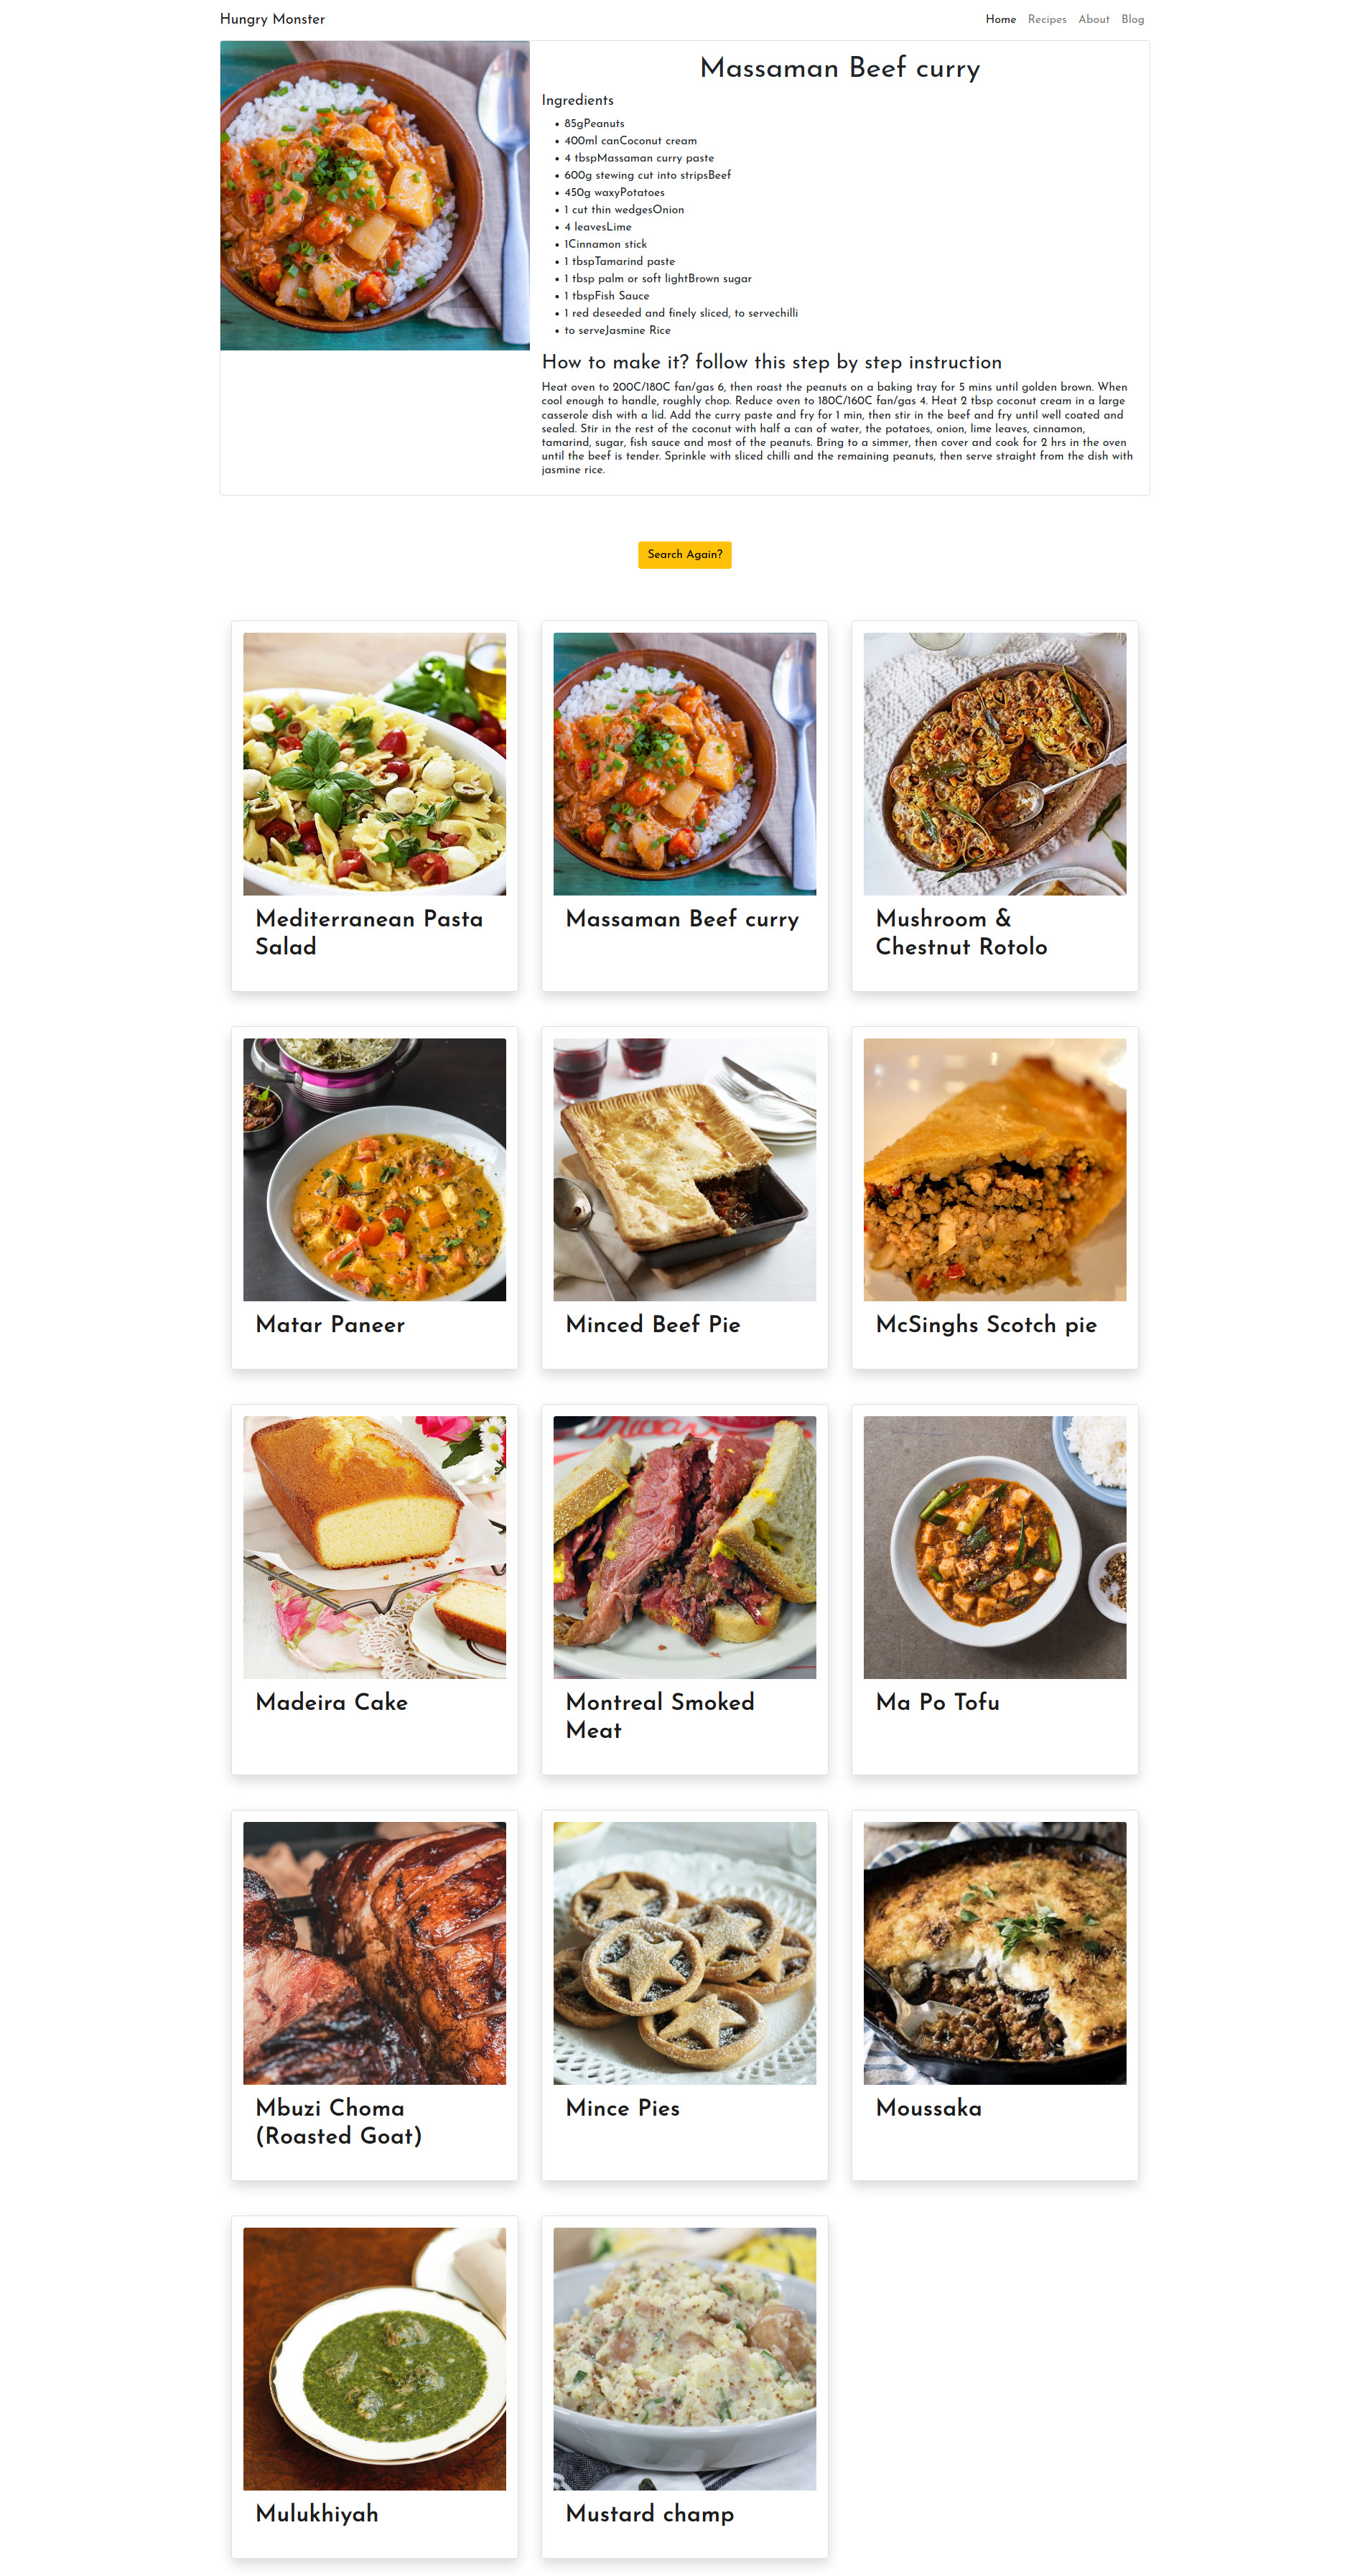 Hungry Monster
Home Recipes About Blog
Massaman Beef curry
Ingredients
85gPeanuts
400ml canCoconut cream
4 tbspMassaman curry paste
600g stewing cut into stripsBeef
450g waxyPotatoes
1 cut thin wedgesOnion
4 leavesLime
1Cinnamon stick
1 tbspTamarind paste
1 tbsp palm or soft lightBrown sugar
1 tbspFish Sauce
1 red deseeded and finely sliced, to servechilli
to serveJasmine Rice
How to make it? follow this step by step instruction
Heat oven to 200C/180C fan/gas 6, then roast the peanuts on a baking tray for 5 mins until golden brown. When
cool enough to handle, roughly chop. Reduce oven to 180C/160C fan/gas 4. Heat 2 tbsp coconut cream in a large
casserole dish with a lid. Add the curry paste and fry for 1 min, then stir in the beef and fry until well coated and
sealed. Stir in the rest of the coconut with half a can of water, the potatoes, onion, lime leaves, cinnamon,
tamarind, sugar, fish sauce and most of the peanuts. Bring to a simmer, then cover and cook for 2 hrs in the oven
until the beef is tender. Sprinkle with sliced chilli and the remaining peanuts, then serve straight from the dish with
jasmine rice.
Search Again?
Mediterranean Pasta
Salad
Massaman Beef curry
Mushroom &
Chestnut Rotolo
Matar Paneer
Minced Beef Pie
McSinghs Scotch pie
Madeira Cake
Montreal Smoked
Meat
Ma Po Tofu
Mbuzi Choma
(Roasted Goat)
Mince Pies
Moussaka
Mulukhiyah
Mustard champ